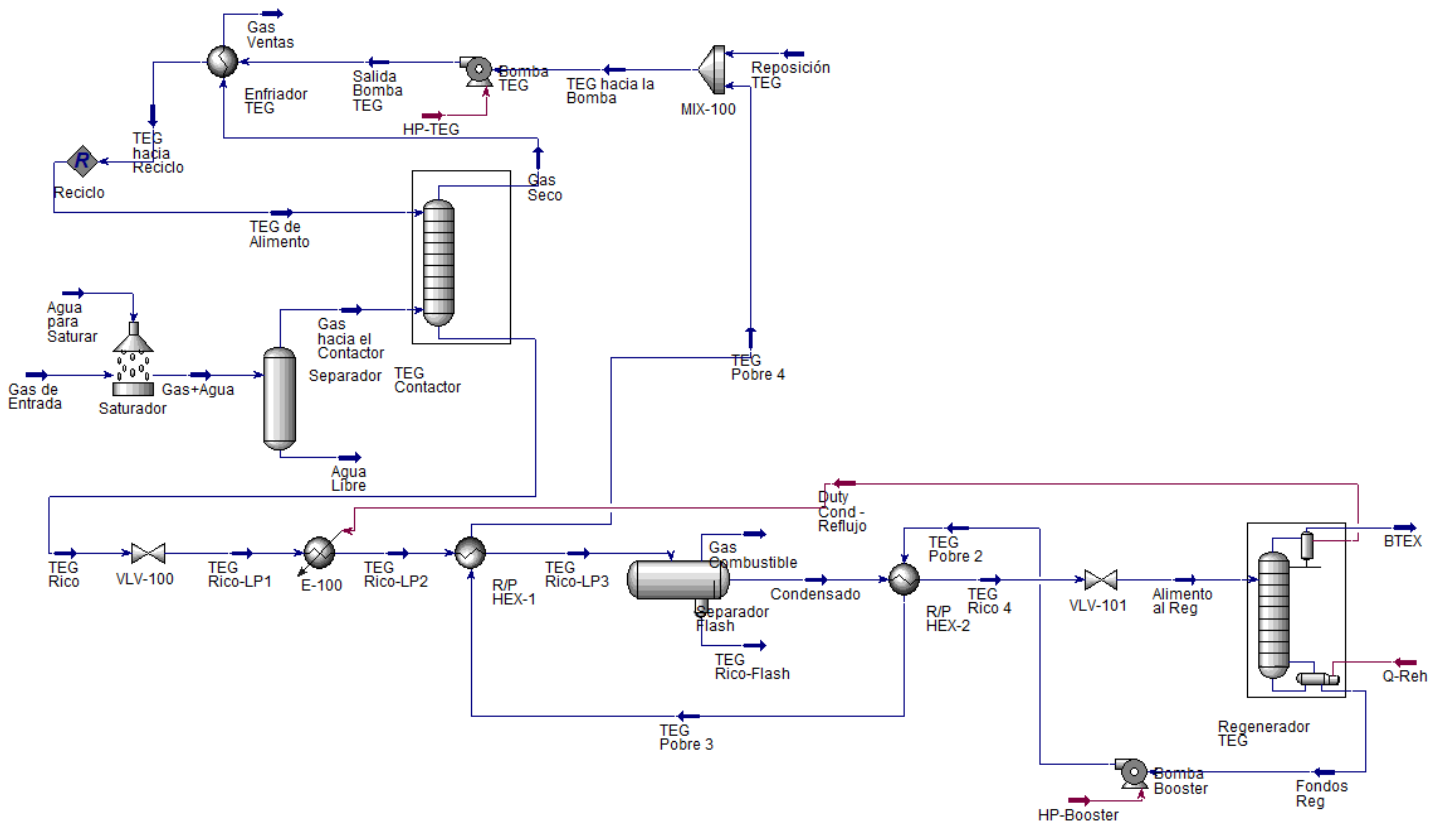 Gas
Ventas
Enfriador
TEG
Salida
Bomba
TEG
Bomba
TEG
HP-TEG
TEG hacia la
Bomba
MIX-100
Reposición
TEG
TEG
hacia
Reciclo
R
Reciclo
Gas
Seco
TEG de
Alimento
Agua
para
Saturar
Gas de
Entrada
Saturador
Gas+Agua
Gas
hacia el
Contactor
Separador
TEG
Contactor
Agua
Libre
TEG
Pobre 4
TEG
Rico
VLV-100
TEG
Rico-LP1
E-100
TEG
Rico-LP2
R/P
HEX-1
TEG
Rico-LP3
Gas
Combustible
Separador
Flash
TEG
Rico-Flash
Condensado
Duty
Cond -
Reflujo
TEG
Pobre 2
R/P
HEX-2
TEG
Rico 4
VLV-101
Alimento
al Reg
BTEX
Q-Reh
Regenerador
TEG
TEG
Pobre 3
Bomba
Booster
HP-Booster
Fondos
Reg